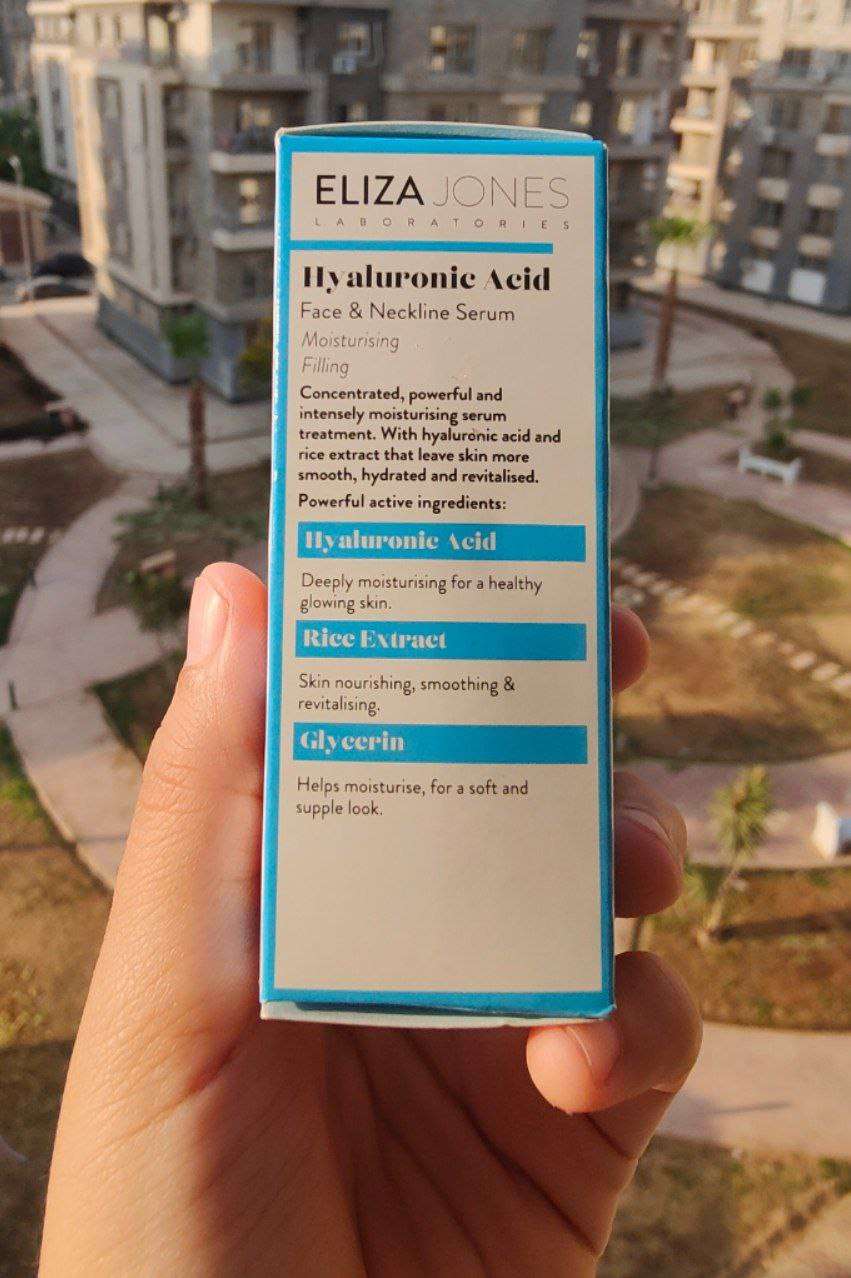 ELIZA JONES
LABORATORIES
Hyaluronic Acid
Face & Neckline Serum
Moisturising
Filling
Concentrated, powerful and
intensely moisturising serum
treatment. With hyaluronic acid and
rice extract that leave skin more
smooth, hydrated and revitalised.
Powerful active ingredients:
Hyaluronic Acid
Deeply moisturising for a healthy
glowing skin.
Rice Extract
Skin nourishing, smoothing &
revitalising.
Glycerin
Helps moisturise, for a soft and
supple look.